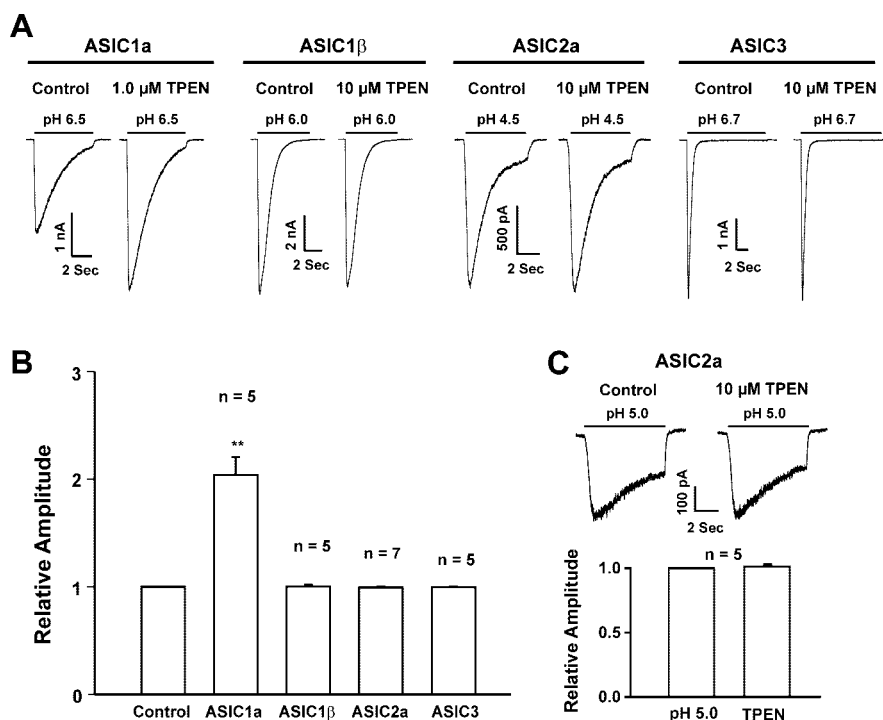 A
ASIC1a ASIC1β ASIC2a ASIC3
Control 1.0 µM TPEN Control 10 µM TPEN Control 10 µM TPEN Control 10 µM TPEN
pH 6.5 pH 6.5 pH 6.0 pH 6.0 pH 4.5 pH 4.5 pH 6.7 pH 6.7
1 nA
2 Sec
2 nA
2 Sec
500 pA
2 Sec
1 nA
2 Sec
B
Relative Amplitude
3
2
1
0
n = 5
**
n = 5
n = 7
n = 5
Control ASIC1a ASIC1β ASIC2a ASIC3
C
ASIC2a
Control 10 µM TPEN
pH 5.0 pH 5.0
100 pA
2 Sec
Relative Amplitude
1.0
0.5
0.0
n = 5
pH 5.0 TPEN